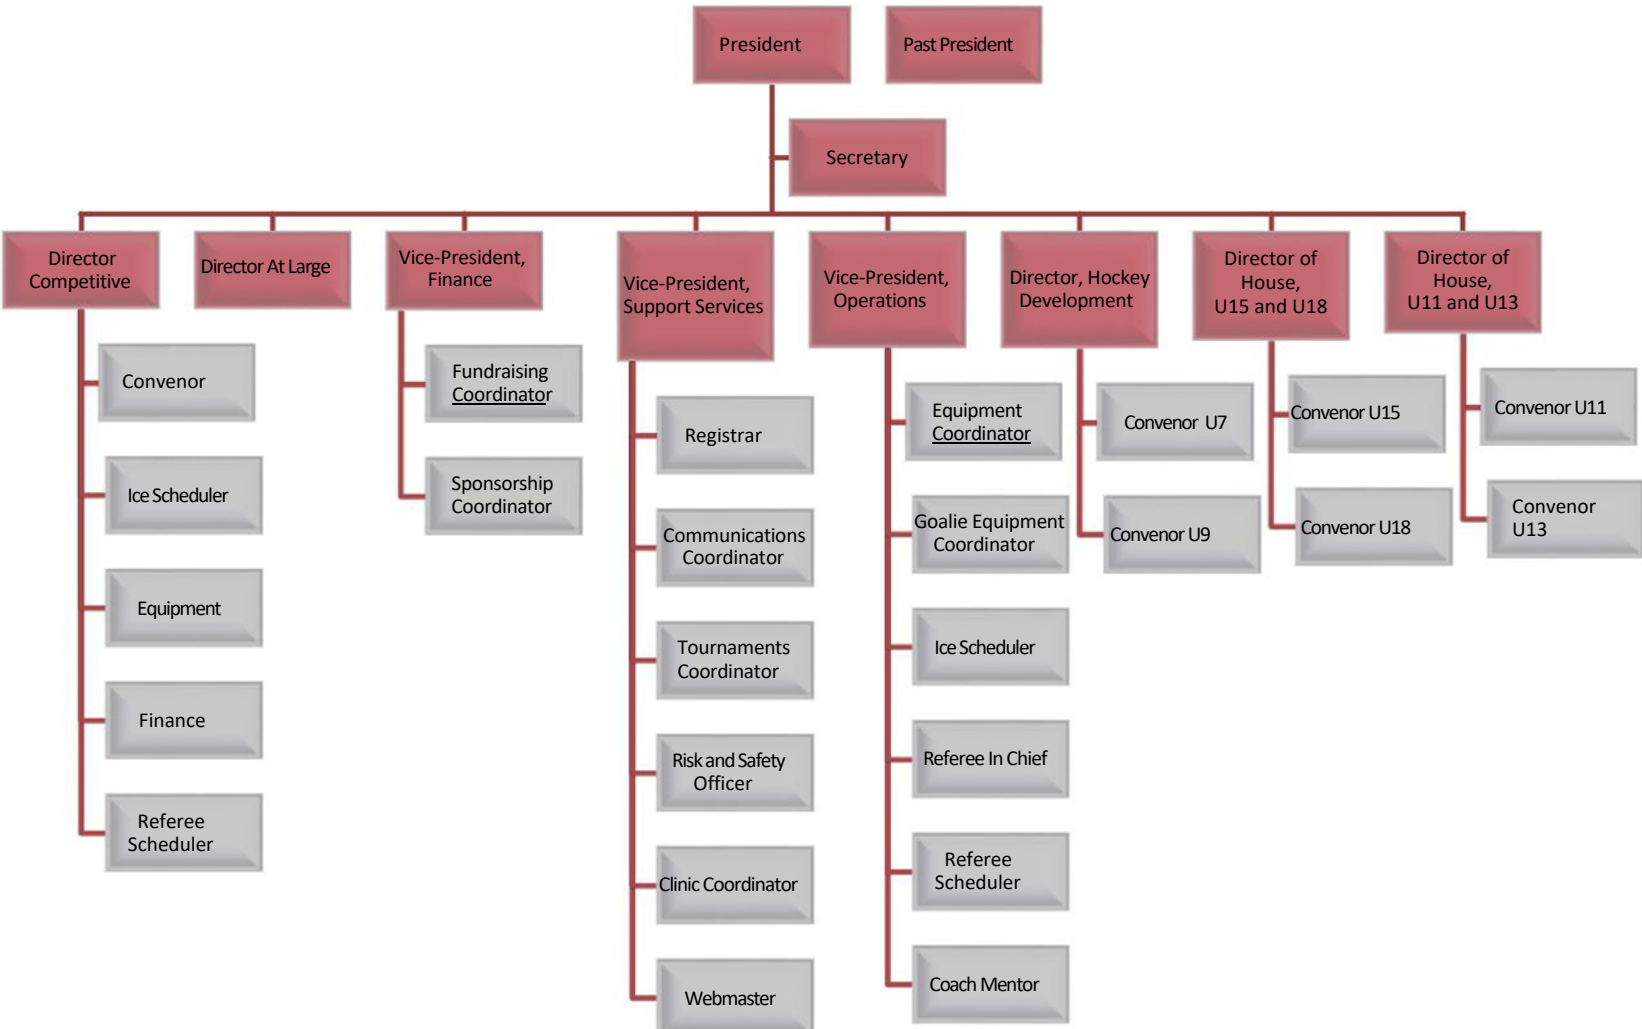 President
Past President
Secretary
Director
Competitive
Director At Large
Vice-President,
Finance
Vice-President,
Support Services
Vice-President,
Operations
Director, Hockey
Development
Director of
House,
U15 and U18
Director of
House,
U11 and U13
Convenor
Ice Scheduler
Equipment
Finance
Referee
Scheduler
Fundraising
Coordinator
Sponsorship
Coordinator
Registrar
Communications
Coordinator
Tournaments
Coordinator
Risk and Safety
Officer
Clinic Coordinator
Webmaster
Equipment
Coordinator
Goalie Equipment
Coordinator
Ice Scheduler
Referee In Chief
Referee
Scheduler
Coach Mentor
Convenor U7
Convenor U9
Convenor U15
Convenor U18
Convenor U11
Convenor
U13